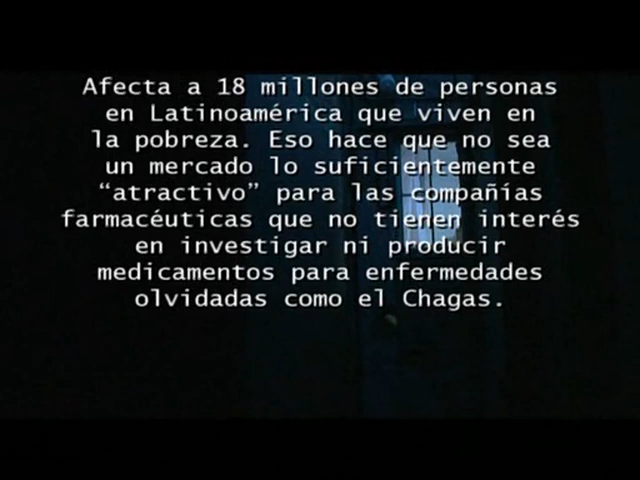 Afecta a 18 millones de personas
en Latinoamérica que viven en
la pobreza. Eso hace que no sea
un mercado lo suficientemente
“atractivo” para las compañías
farmacéuticas que no tienen interés
en investigar ni producir
medicamentos para enfermedades
olvidadas como el Chagas.